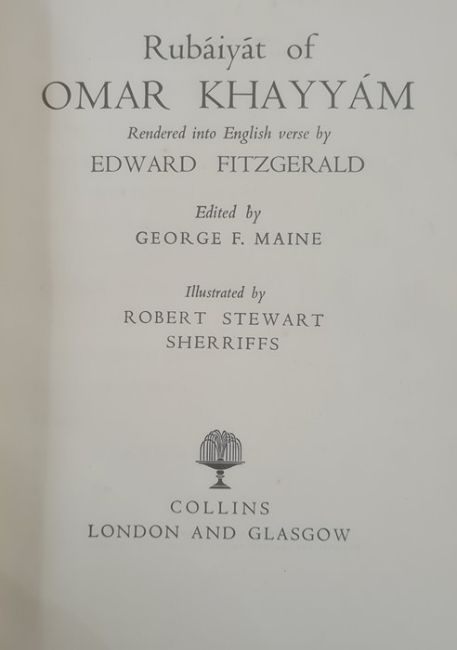 Rubáiyát of
OMAR KHAYYÁM
Rendered into English verse by
EDWARD FITZGERALD
Edited by
GEORGE F. MAINE
Illustrated by
ROBERT STEWART
SHERRIFFS
COLLINS
LONDON AND GLASGOW